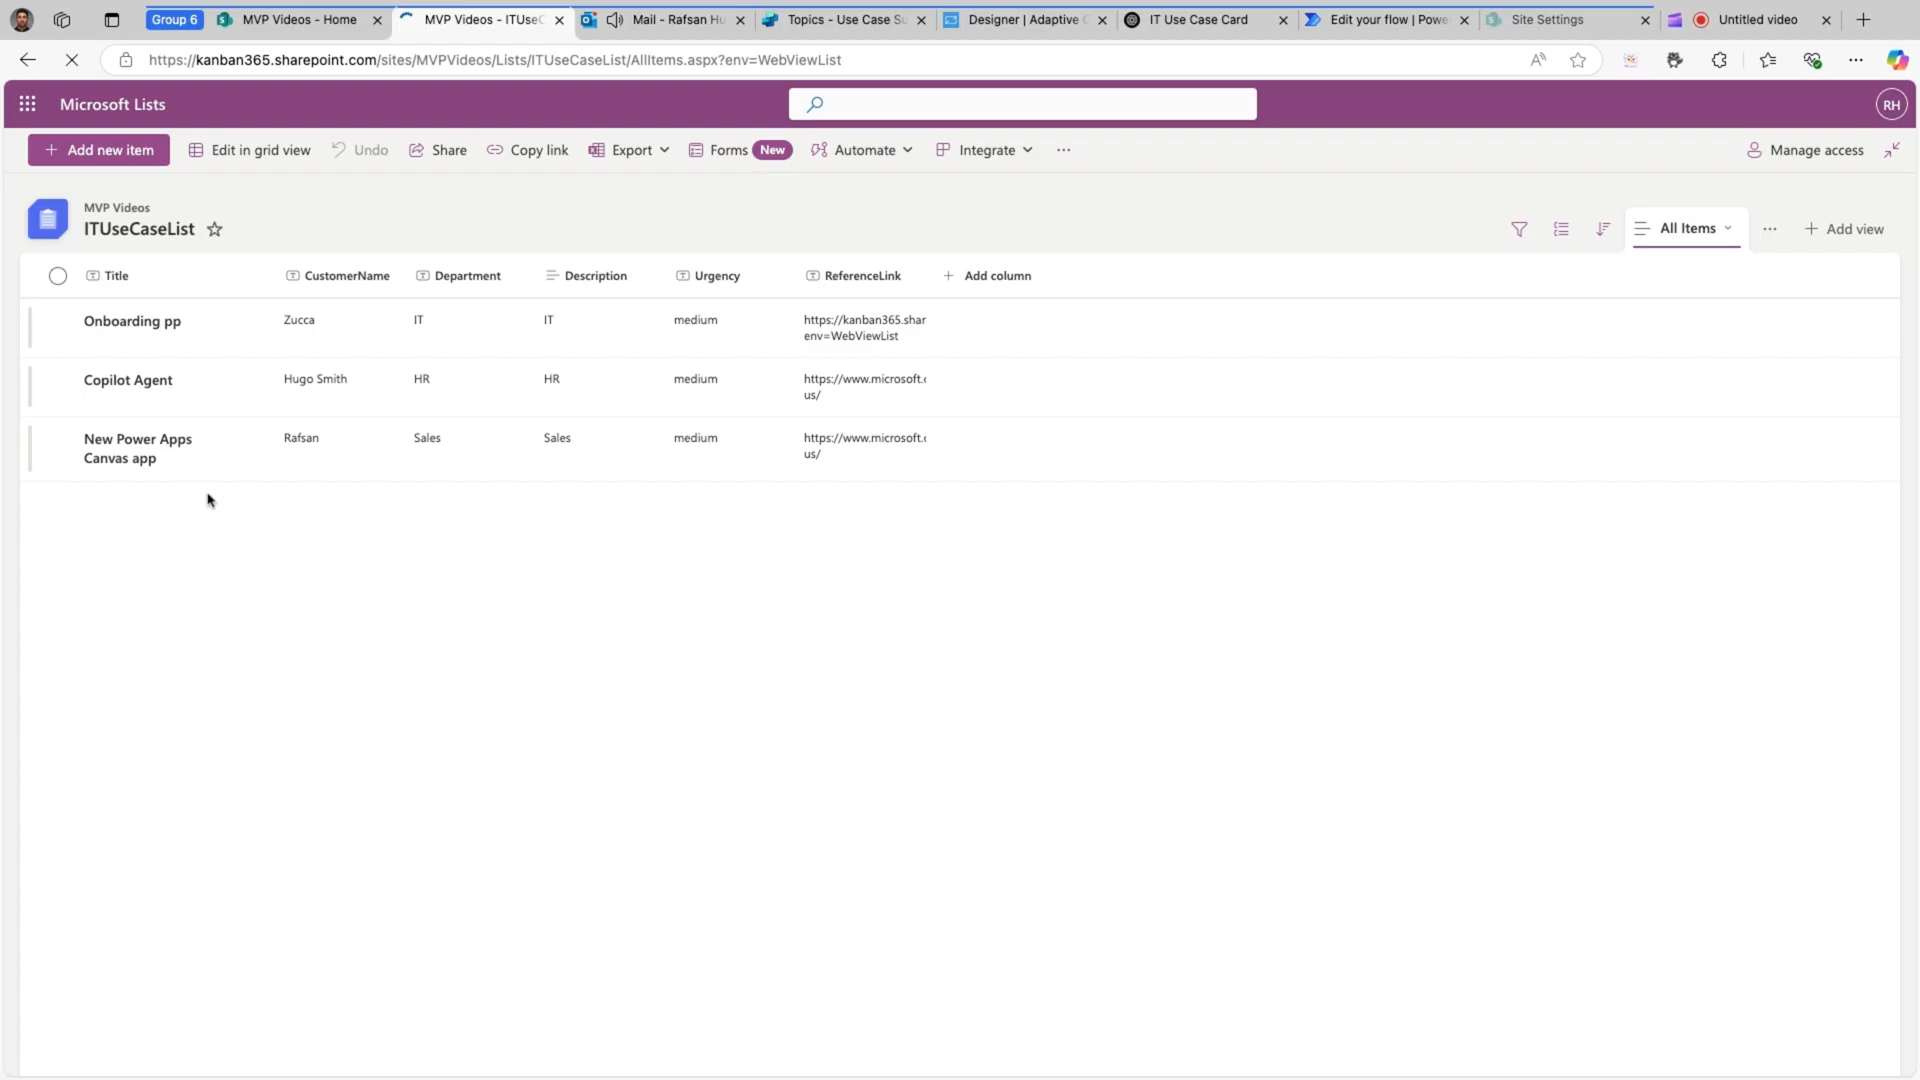 Group 6
MVP Videos - Home
MVP Videos - ITUseC
Mail - Rafsan Hu
Topics - Use Case Su
Designer | Adaptive C
IT Use Case Card
Edit your flow | Powe
Site Settings
Untitled video
https://kanban365.sharepoint.com/sites/MVPVideos/Lists/ITUseCaseList/AllItems.aspx?env=WebViewList
Microsoft Lists
RH
Add new item
Edit in grid view
Undo
Share
Copy link
Export
Forms New
Automate
Integrate
Manage access
MVP Videos
ITUseCaseList
All Items
Add view
Title CustomerName Department Description Urgency ReferenceLink Add column
Onboarding pp Zucca IT IT medium https://kanban365.shar
env=WebViewList
Copilot Agent Hugo Smith HR HR medium https://www.microsoft.c
us/
New Power Apps Rafsan Sales Sales medium https://www.microsoft.c
Canvas app us/